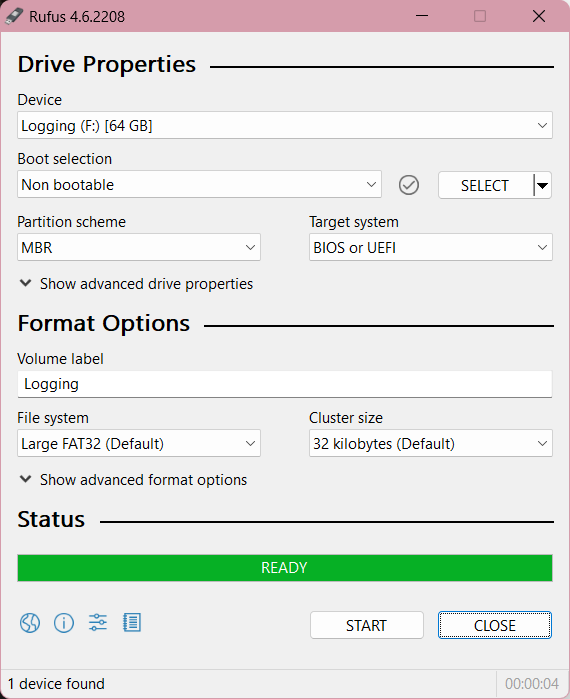 Rufus 4.6.2208
Drive Properties
Device
Logging (F:) [64 GB]
Boot selection
Non bootable
SELECT
Partition scheme
Target system
MBR
BIOS or UEFI
Show advanced drive properties
Format Options
Volume label
Logging
File system
Cluster size
Large FAT32 (Default)
32 kilobytes (Default)
Show advanced format options
Status
READY
START
CLOSE
1 device found
00:00:04